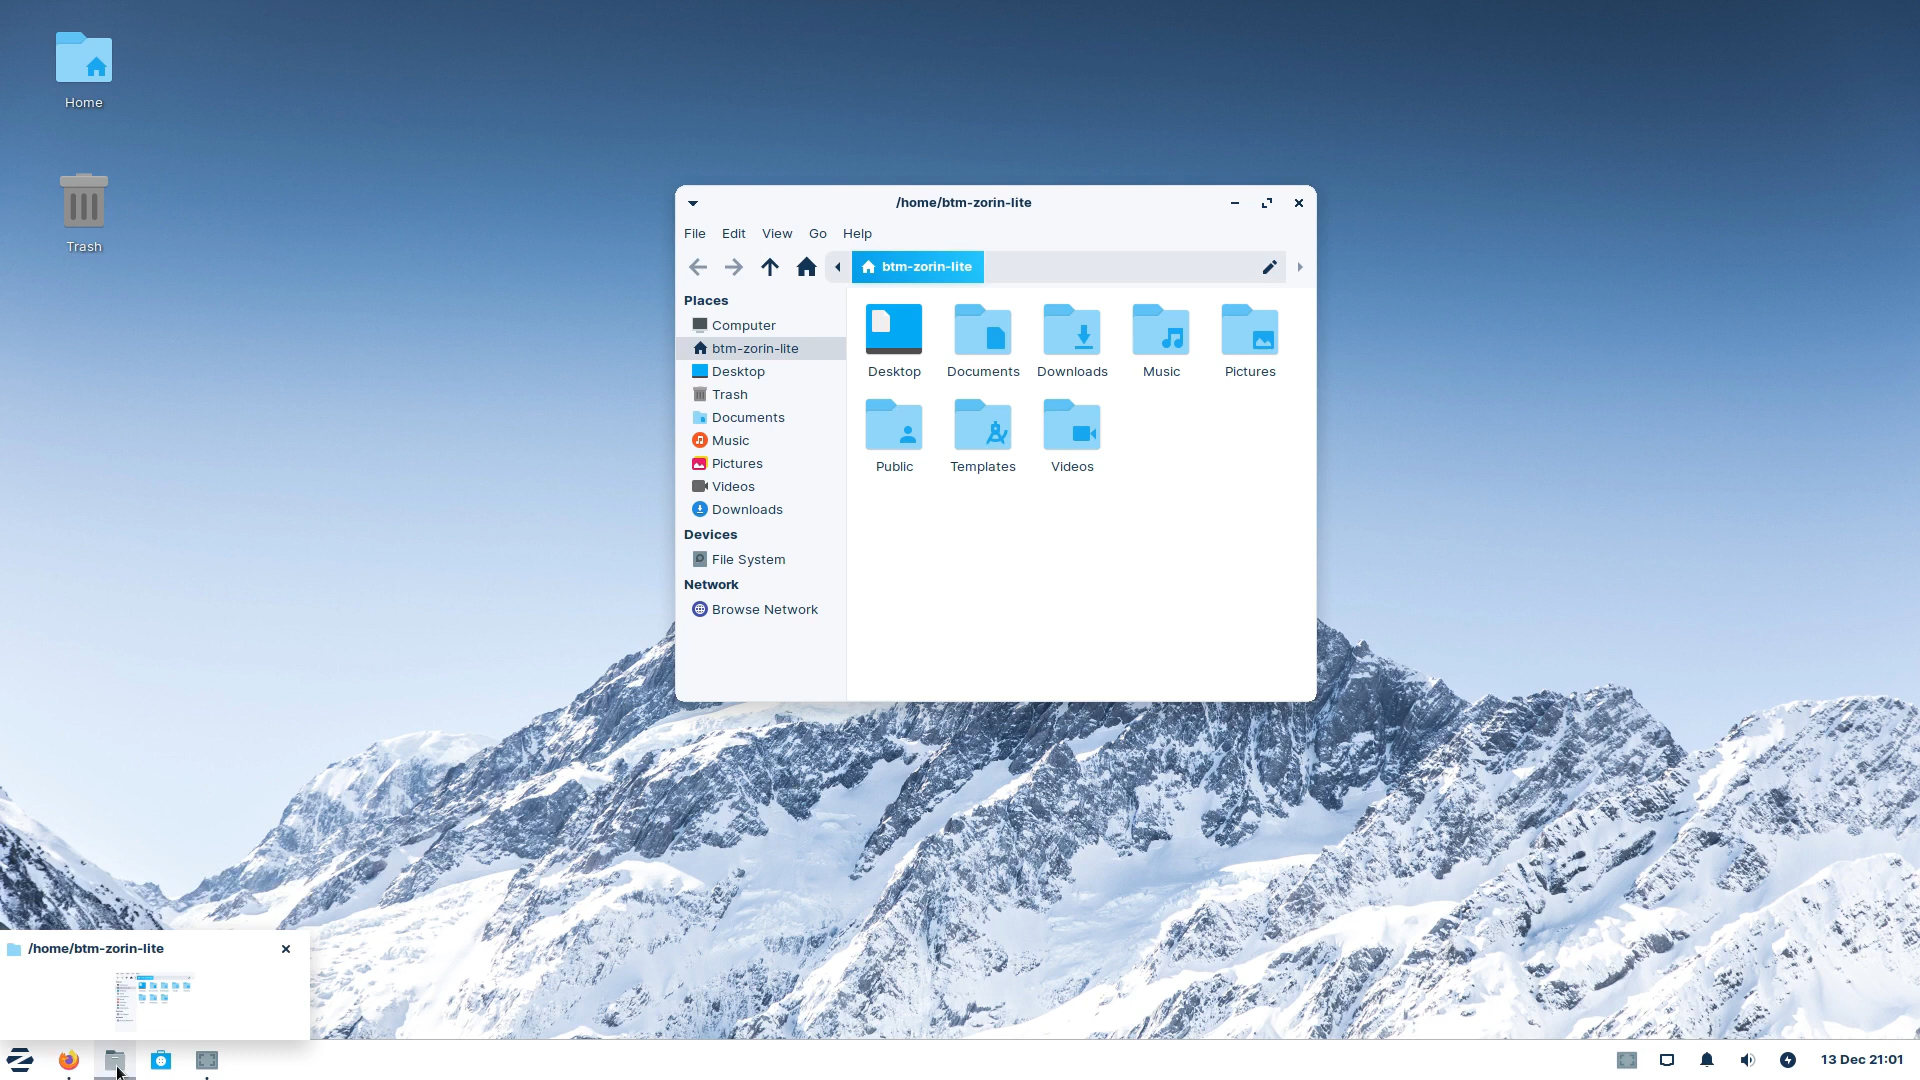 Home
Trash
/home/btm-zorin-lite
File Edit View Go Help
btm-zorin-lite
Places
Computer
btm-zorin-lite
Desktop
Trash
Documents
Music
Pictures
Videos
Downloads
Devices
File System
Network
Browse Network
Desktop Documents Downloads Music Pictures
Public Templates Videos
/home/btm-zorin-lite
13 Dec 21:01